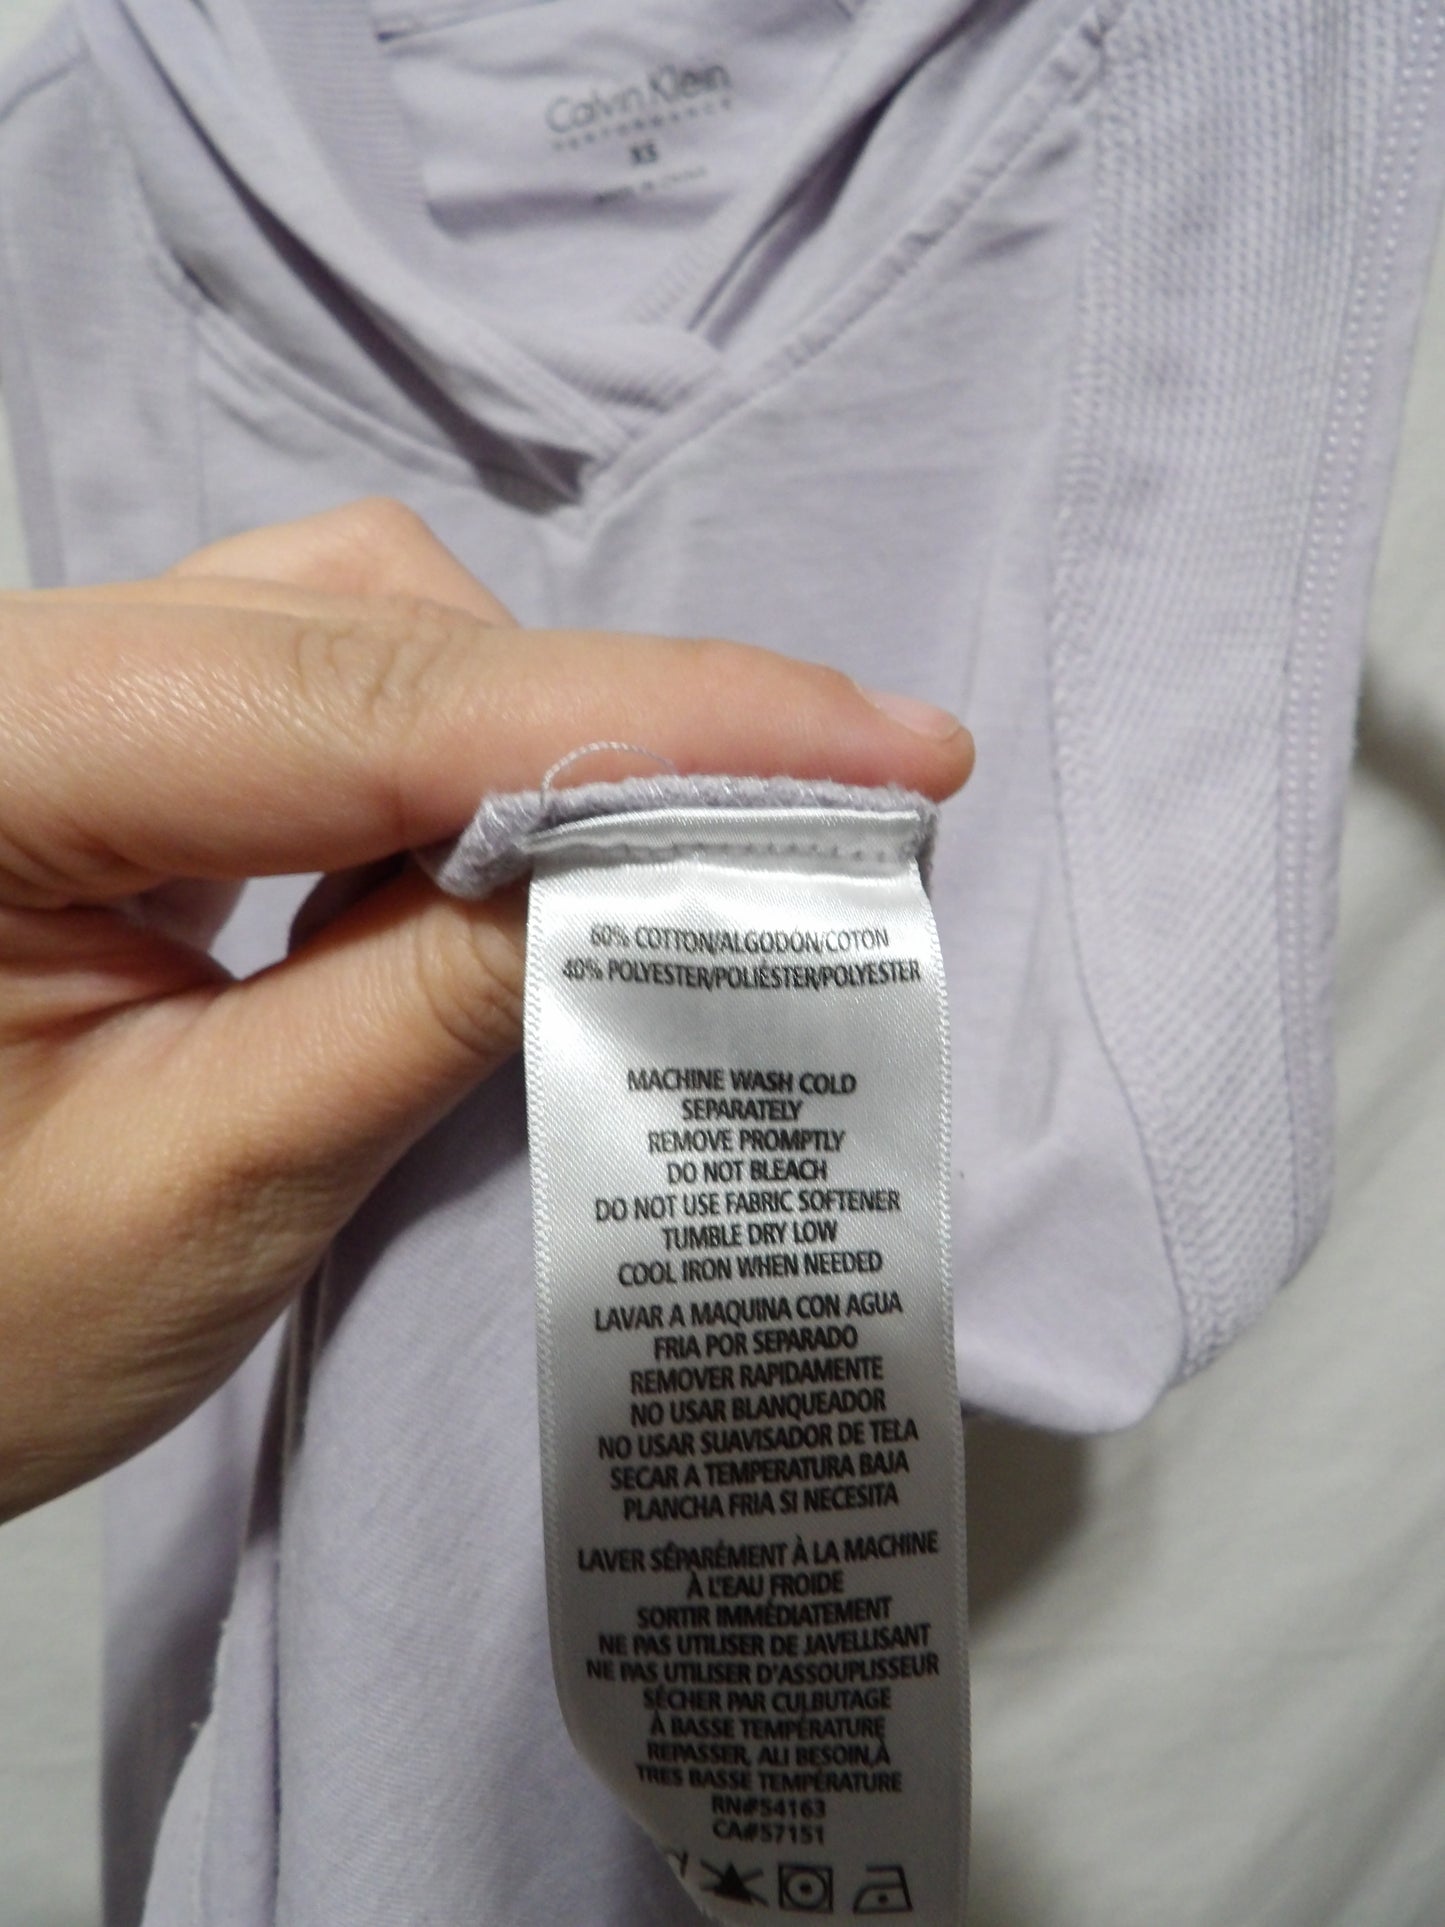 Calvin Klein
PERFORMANCE
XS
60% COTTON/ALGODÓN/COTON
40% POLYESTER/POLIÉSTER/POLYESTER
MACHINE WASH COLD
SEPARATELY
REMOVE PROMPTLY
DO NOT BLEACH
DO NOT USE FABRIC SOFTENER
TUMBLE DRY LOW
COOL IRON WHEN NEEDED
LAVAR A MAQUINA CON AGUA
FRIA POR SEPARADO
REMOVER RAPIDAMENTE
NO USAR BLANQUEADOR
NO USAR SUAVISADOR DE TELA
SECAR A TEMPERATURA BAJA
PLANCHA FRIA SI NECESITA
LAVER SÉPARÉMENT À LA MACHINE
À L'EAU FROIDE
SORTIR IMMÉDIATEMENT
NE PAS UTILISER DE JAVELLISANT
NE PAS UTILISER D'ASSOUPLISSEUR
SÉCHER PAR CULBUTAGE
À BASSE TEMPÉRATURE
REPASSER, ALI BESOIN,À
TRES BASSE TEMPÉRATURE
RN#54163
CA#57151